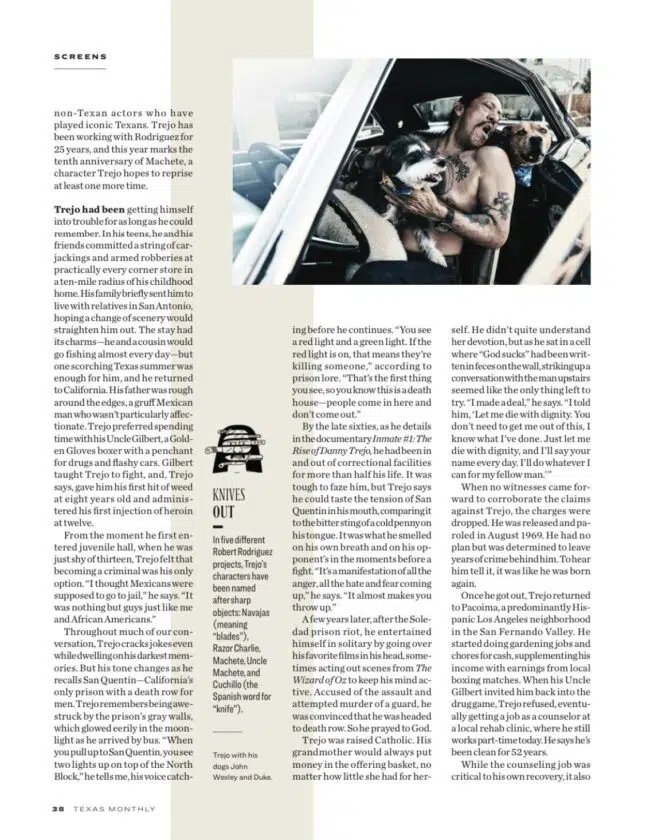 SCREENS
non-Texan actors who have
played iconic Texans. Trejo has
been working with Rodriguez for
25 years, and this year marks the
tenth anniversary of Machete, a
character Trejo hopes to reprise
at least one more time.
Trejo had been getting himself
into trouble for as long as he could
remember. In his teens, he and his
friends committed a string of car-
jackings and armed robberies at
practically every corner store in
a ten-mile radius of his childhood
home. His family briefly sent him to
live with relatives in San Antonio,
hoping a change of scenery would
straighten him out. The stay had
its charms—he and a cousin would
go fishing almost every day—but
one scorching Texas summer was
enough for him, and he returned
to California. His father was rough
around the edges, a gruff Mexican
man who wasn't particularly affec-
tionate. Trejo preferred spending
time with his Uncle Gilbert, a Gold-
en Gloves boxer with a penchant
for drugs and flashy cars. Gilbert
taught Trejo to fight, and, Trejo
says, gave him his first hit of weed
at eight years old and adminis-
tered his first injection of heroin
at twelve.
From the moment he first en-
tered juvenile hall, when he was
just shy of thirteen, Trejo felt that
becoming a criminal was his only
option. "I thought Mexicans were
supposed to go to jail," he says. "It
was nothing but guys just like me
and African Americans."
Throughout much of our con-
versation, Trejo cracks jokes even
while dwelling on his darkest mem-
ories. But his tone changes as he
recalls San Quentin—California's
only prison with a death row for
men. Trejo remembers being awe-
struck by the prison's gray walls,
which glowed eerily in the moon-
light as he arrived by bus. "When
you pull up to San Quentin, you see
two lights up on top of the North
Block," he tells me, his voice catch-
KNIVES
OUT
In five different
Robert Rodriguez
projects, Trejo's
characters have
been named
after sharp
objects: Navajas
(meaning
"blades"),
Razor Charlie,
Machete, Uncle
Machete, and
Cuchillo (the
Spanish word for
"knife").
Trejo with his
dogs John
Wesley and Duke.
ing before he continues. "You see
a red light and a green light. If the
red light is on, that means they're
killing someone," according to
prison lore. "That's the first thing
you see, so you know this is a death
house—people come in here and
don't come out."
By the late sixties, as he details
in the documentary Inmate #1: The
Rise of Danny Trejo, he had been in
and out of correctional facilities
for more than half his life. It was
tough to faze him, but Trejo says
he could taste the tension of San
Quentin in his mouth, comparing it
to the bitter sting of a cold penny on
his tongue. It was what he smelled
on his own breath and on his op-
ponent's in the moments before a
fight. "It's a manifestation of all the
anger, all the hate and fear coming
up," he says. "It almost makes you
throw up."
A few years later, after the Sole-
dad prison riot, he entertained
himself in solitary by going over
his favorite films in his head, some-
times acting out scenes from The
Wizard of Oz to keep his mind ac-
tive. Accused of the assault and
attempted murder of a guard, he
was convinced that he was headed
to death row. So he prayed to God.
Trejo was raised Catholic. His
grandmother would always put
money in the offering basket, no
matter how little she had for her-
self. He didn't quite understand
her devotion, but as he sat in a cell
where "God sucks" had been writ-
ten in feces on the wall, striking up a
conversation with the man upstairs
seemed like the only thing left to
try. "I made a deal," he says. "I told
him, 'Let me die with dignity. You
don't need to get me out of this, I
know what I've done. Just let me
die with dignity, and I'll say your
name every day. I'll do whatever I
can for my fellow man.'"
When no witnesses came for-
ward to corroborate the claims
against Trejo, the charges were
dropped. He was released and pa-
roled in August 1969. He had no
plan but was determined to leave
years of crime behind him. To hear
him tell it, it was like he was born
again.
Once he got out, Trejo returned
to Pacoima, a predominantly His-
panic Los Angeles neighborhood
in the San Fernando Valley. He
started doing gardening jobs and
chores for cash, supplementing his
income with earnings from local
boxing matches. When his Uncle
Gilbert invited him back into the
drug game, Trejo refused, eventu-
ally getting a job as a counselor at
a local rehab clinic, where he still
works part-time today. He says he's
been clean for 52 years.
While the counseling job was
critical to his own recovery, it also
38 TEXAS MONTHLY